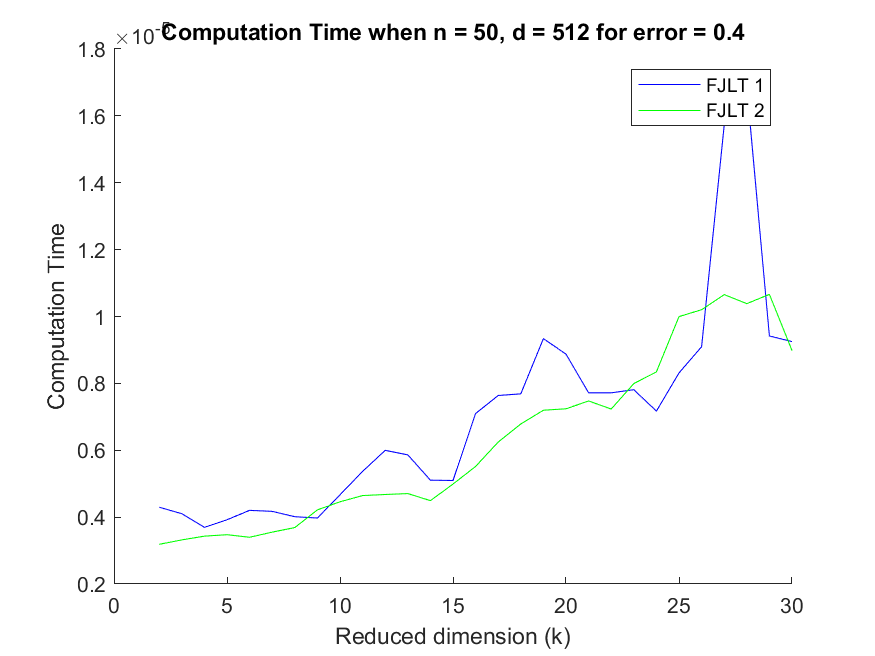 Computation Time when n = 50, d = 512 for error = 0.4
×10
1.8
1.6
1.4
1.2
1
0.8
0.6
0.4
0.2
Computation Time
FJLT 1
FJLT 2
0 5 10 15 20 25 30
Reduced dimension (k)